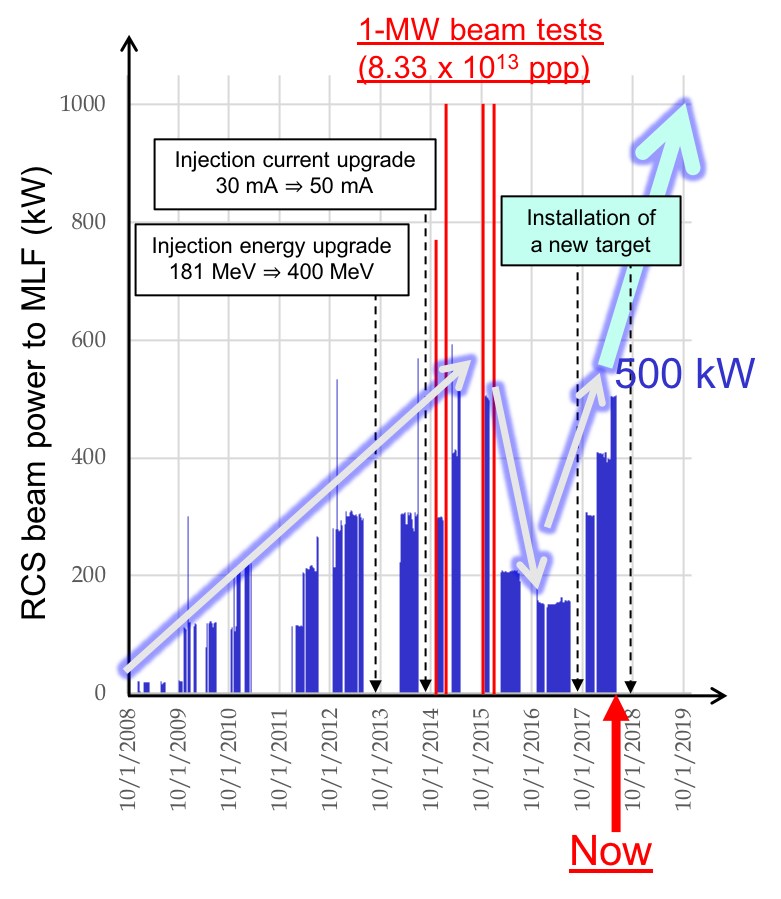 1-MW beam tests
(8.33 x 10¹³ ppp)
RCS beam power to MLF (kW)
1000
800
600
400
200
0
Injection current upgrade
30 mA ⇒ 50 mA
Injection energy upgrade
181 MeV ⇒ 400 MeV
Installation of
a new target
500 kW
10/1/2008
10/1/2009
10/1/2010
10/1/2011
10/1/2012
10/1/2013
10/1/2014
10/1/2015
10/1/2016
10/1/2017
10/1/2018
10/1/2019
Now